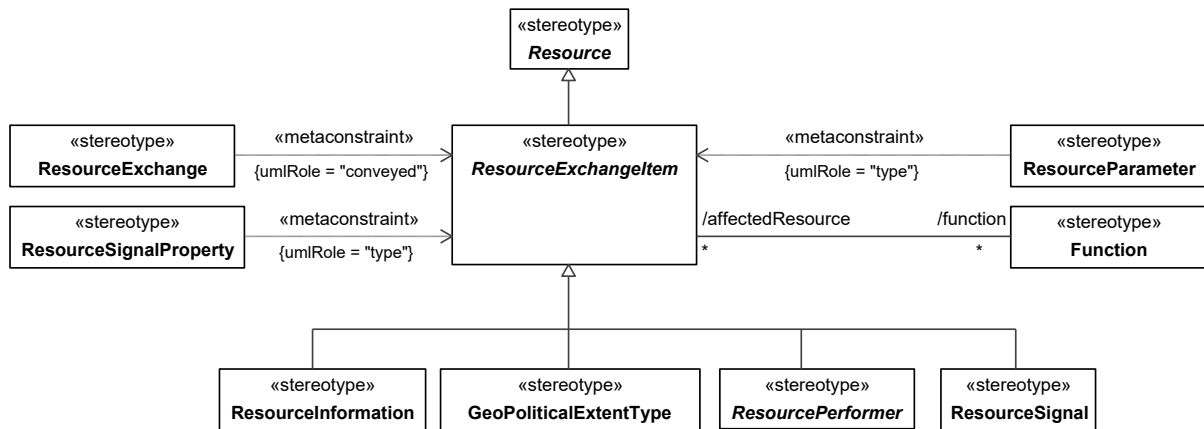 «stereotype»
Resource
«stereotype»
ResourceExchange
«metaconstraint»
{umlRole = "conveyed"}
«stereotype»
ResourceExchangeItem
«metaconstraint»
{umlRole = "type"}
«stereotype»
ResourceParameter
«stereotype»
ResourceSignalProperty
«metaconstraint»
{umlRole = "type"}
/affectedResource
*
/function
*
«stereotype»
Function
«stereotype»
ResourceInformation
«stereotype»
GeoPoliticalExtentType
«stereotype»
ResourcePerformer
«stereotype»
ResourceSignal